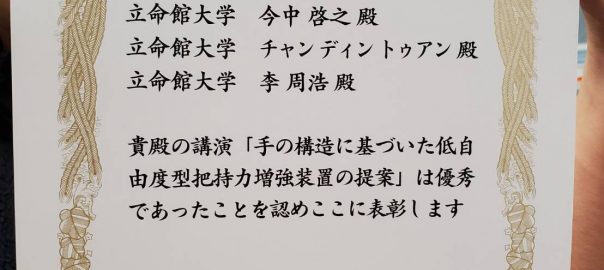 立命館大学　今中 啓之 殿
立命館大学　チャン ディン トゥアン 殿
立命館大学　李 周浩 殿
貴殿の講演「手の構造に基づいた低自
由度型把持力増強装置の提案」は優秀
であったことを認めここに表彰します